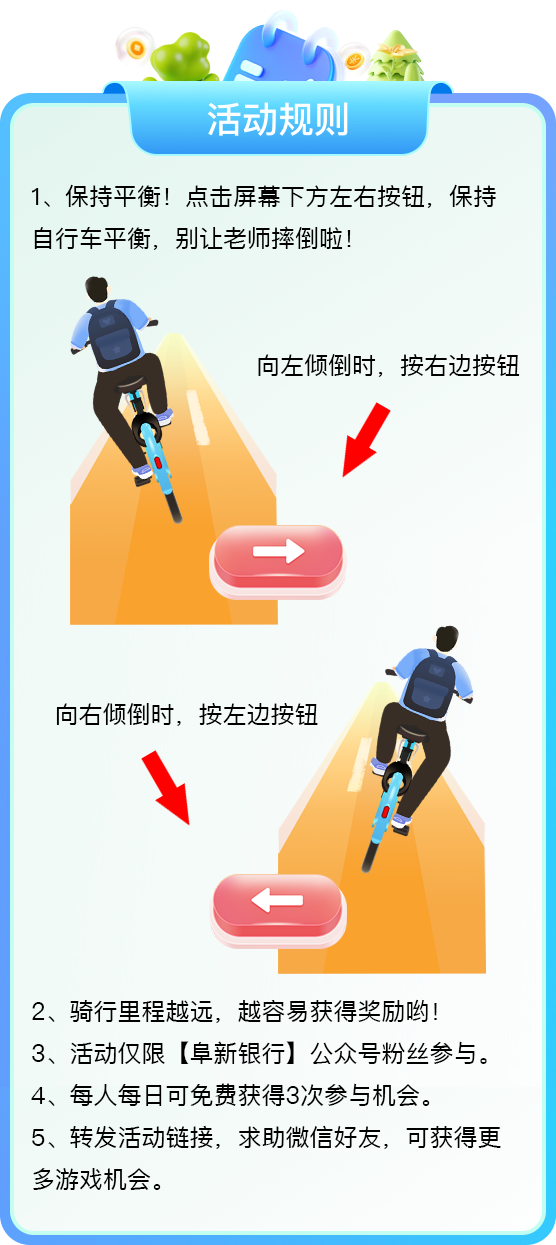 活动规则
1、保持平衡！点击屏幕下方左右按钮，保持
自行车平衡，别让老师摔倒啦！
向左倾倒时，按右边按钮
向右倾倒时，按左边按钮
2、骑行里程越远，越容易获得奖励哟！
3、活动仅限【阜新银行】公众号粉丝参与。
4、每人每日可免费获得3次参与机会。
5、转发活动链接，求助微信好友，可获得更
多游戏机会。